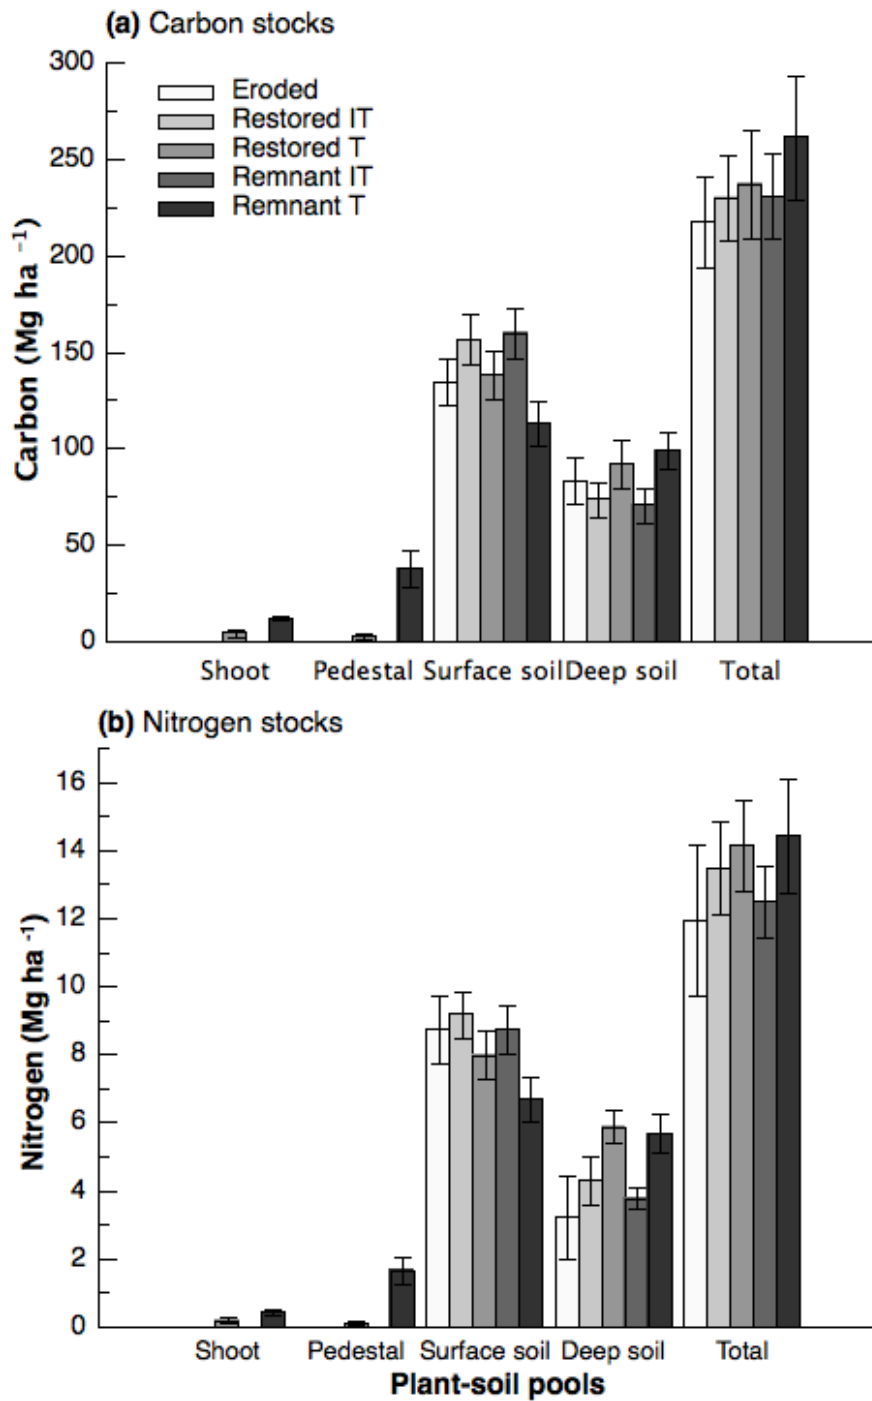 (a) Carbon stocks
300
250
200
150
100
50
0
Carbon (Mg ha ⁻¹)
Eroded
Restored IT
Restored T
Remnant IT
Remnant T
Shoot Pedestal Surface soil Deep soil Total
(b) Nitrogen stocks
16
14
12
10
8
6
4
2
0
Nitrogen (Mg ha ⁻¹)
Shoot Pedestal Surface soil Deep soil Total
Plant-soil pools